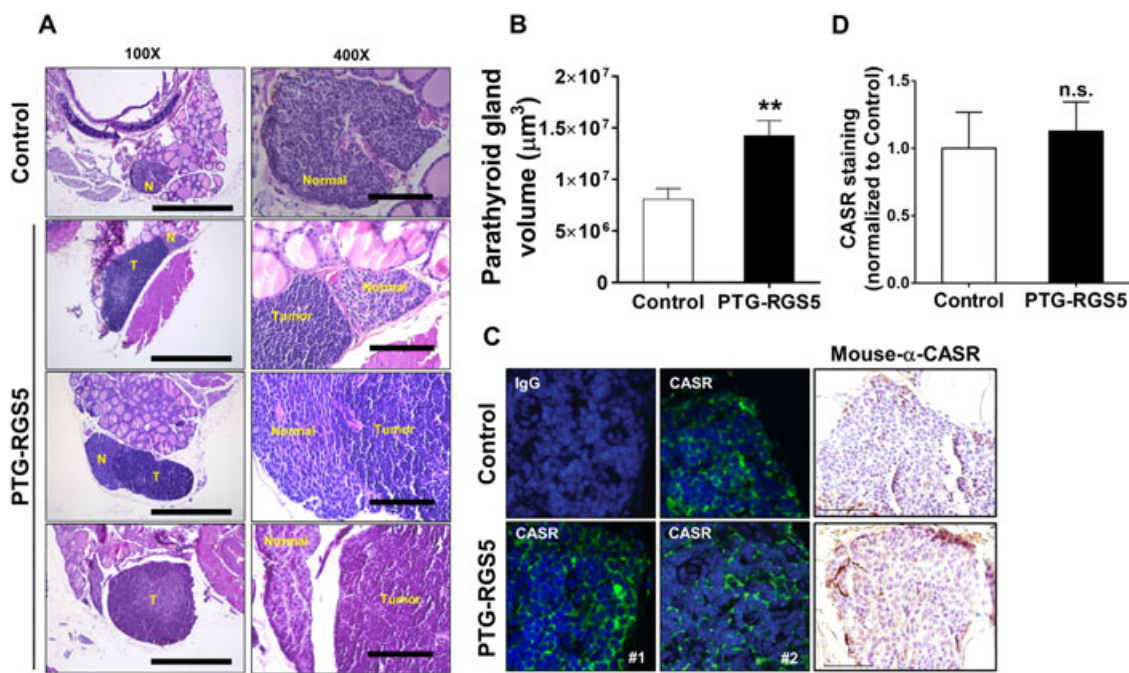 A
100X
400X
Control
N
Normal
PTG-RGS5
N
T
Normal
Tumor
N
T
Normal
Tumor
T
Normal
Tumor
B
Parathyroid gland
volume (μm³)
2×10⁷
1.5×10⁷
1×10⁷
5×10⁶
0
**
Control
PTG-RGS5
D
CASR staining
(normalized to Control)
1.5
1.0
0.5
0.0
n.s.
Control
PTG-RGS5
C
Mouse-α-CASR
Control
IgG
CASR
PTG-RGS5
CASR
#1
CASR
#2